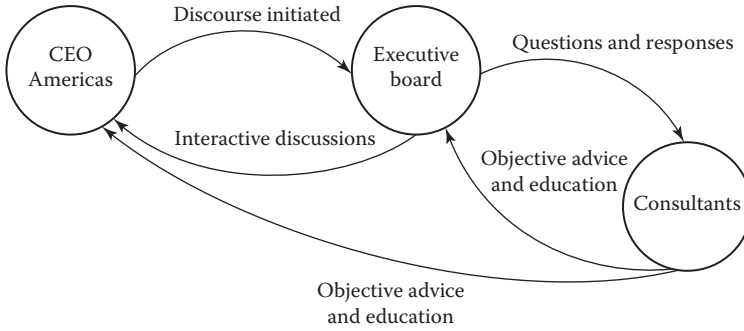 Discourse initiated
CEO
Americas
Executive
board
Questions and responses
Interactive discussions
Objective advice
and education
Consultants
Objective advice
and education